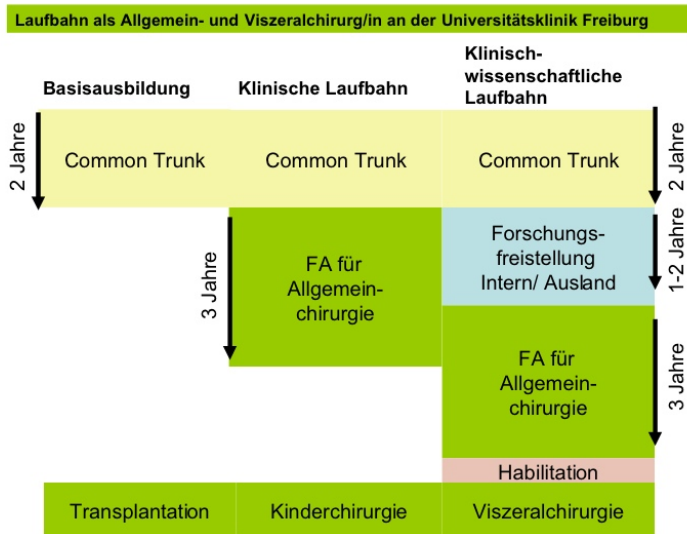 Laufbahn als Allgemein- und Viszeralchirurg/in an der Universitätsklinik Freiburg
Basisausbildung
Klinische Laufbahn
Klinisch-
wissenschaftliche
Laufbahn
2 Jahre
Common Trunk
Common Trunk
Common Trunk
2 Jahre
3 Jahre
FA für
Allgemein-
chirurgie
Forschungs-
freistellung
Intern/ Ausland
1-2 Jahre
FA für
Allgemein-
chirurgie
3 Jahre
Habilitation
Transplantation
Kinderchirurgie
Viszeralchirurgie